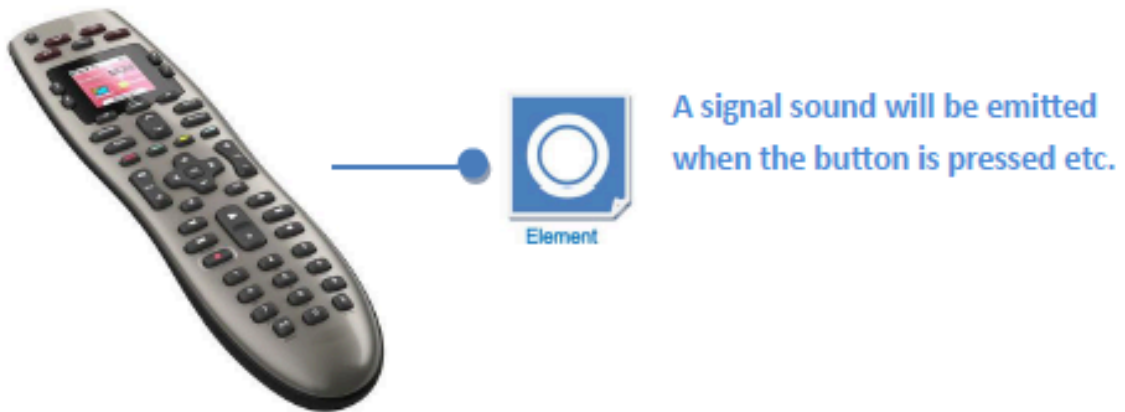 A signal sound will be emitted
when the button is pressed etc.
Element